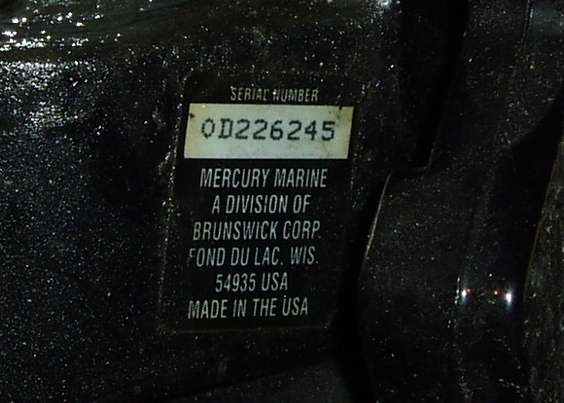 SERIAL NUMBER
0D226245
MERCURY MARINE
A DIVISION OF
BRUNSWICK CORP.
FOND DU LAC, WIS.
54935 USA
MADE IN THE USA